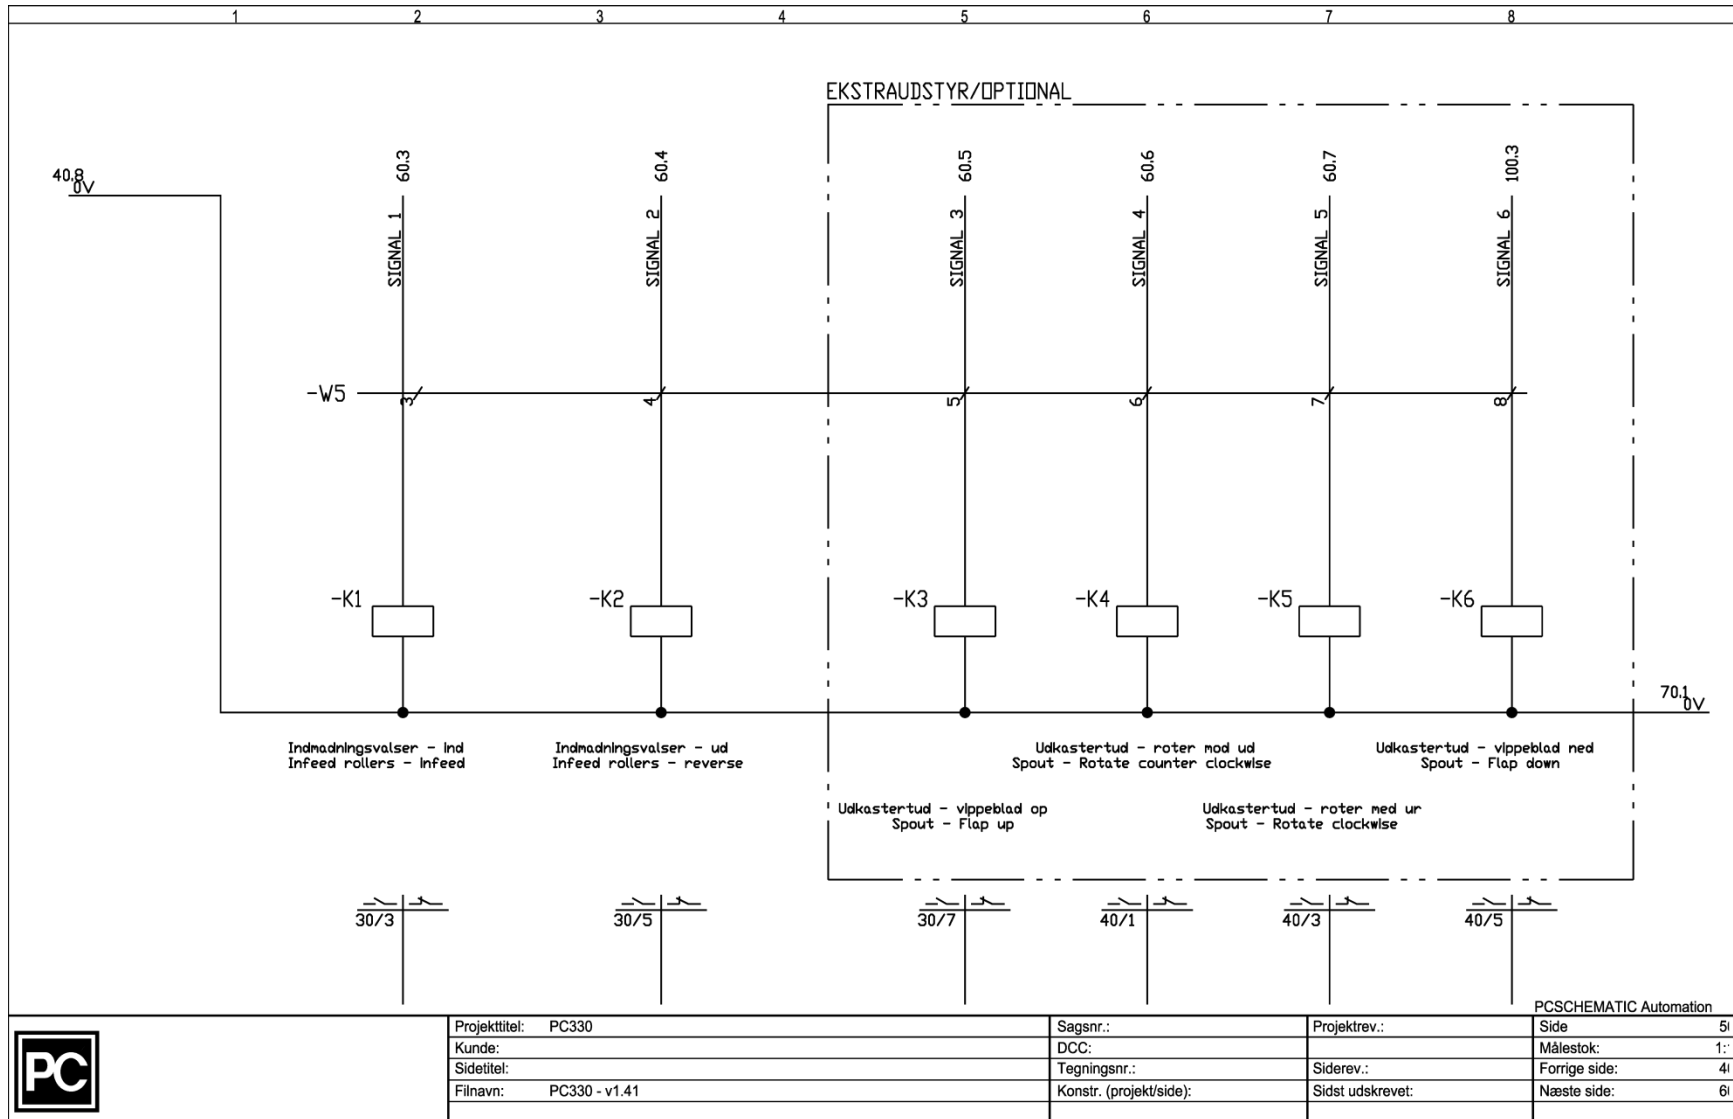 1 2 3 4 5 6 7 8
EKSTRAUDSTYR/OPTIONAL
40.8
0V
60.3
60.4
60.5
60.6
60.7
100.3
SIGNAL 1
SIGNAL 2
SIGNAL 3
SIGNAL 4
SIGNAL 5
SIGNAL 6
-W5
3 4 5 6 7 8
-K1
-K2
-K3
-K4
-K5
-K6
70.1
0V
Indmadningsvalser - ind
Infeed rollers - infeed
Indmadningsvalser - ud
Infeed rollers - reverse
Udkastertud - roter mod ud
Spout - Rotate counter clockwise
Udkastertud - vippeblad ned
Spout - Flap down
Udkastertud - vippeblad op
Spout - Flap up
Udkastertud - roter med ur
Spout - Rotate clockwise
30/3
30/5
30/7
40/1
40/3
40/5
PCSCHEMATIC Automation
PC
Projekttitel: PC330
Kunde:
Sidetitel:
Filnavn: PC330 - v1.41
Sagsnr.:
DCC:
Tegningsnr.:
Konstr. (projekt/side):
Projektrev.:
Siderev.:
Sidst udskrevet:
Side
Målestok:
Forrige side:
Næste side: